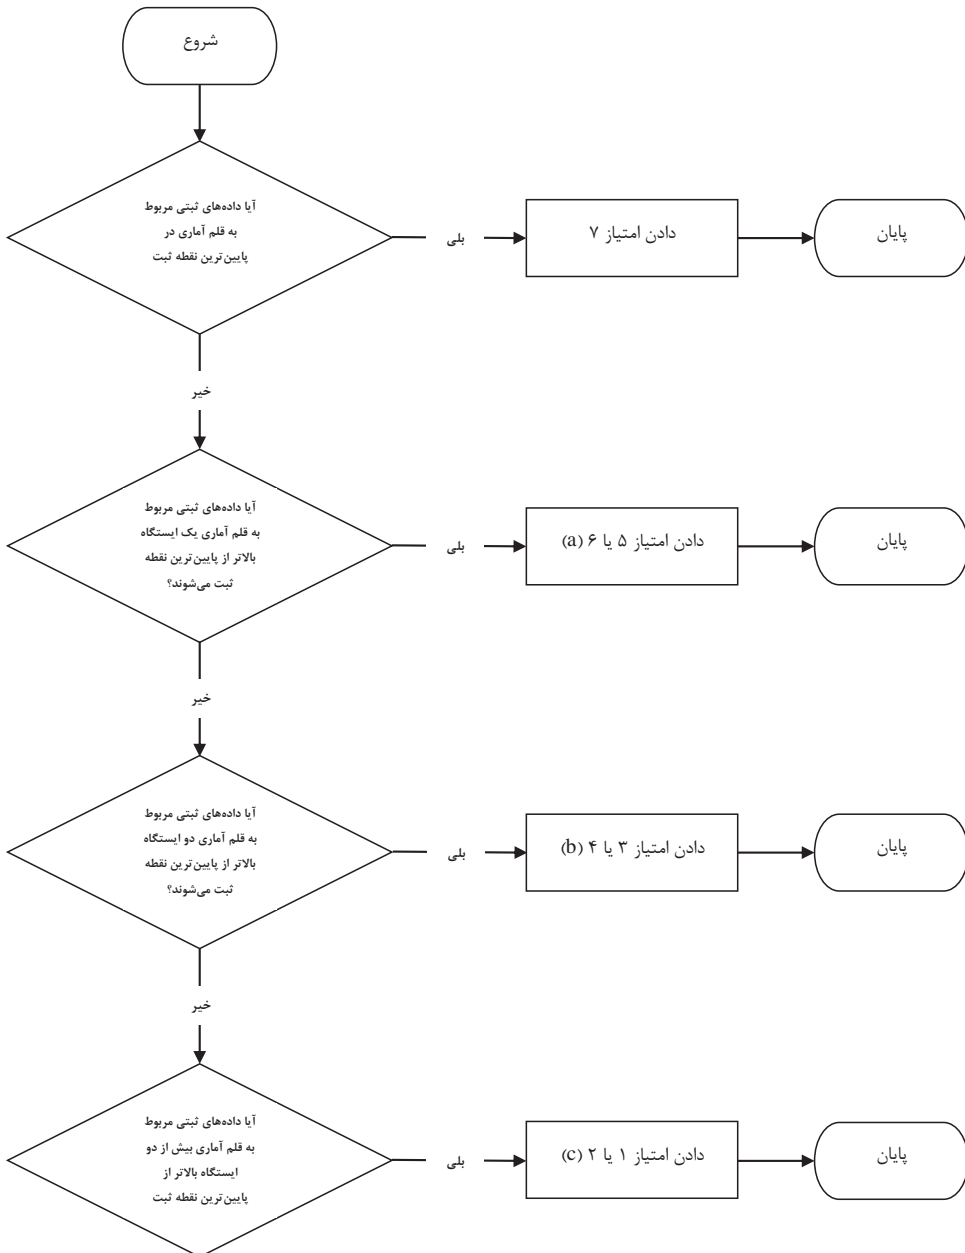 شروع
آیا داده‌های ثبتی مربوط
به قلم آماری در
پایین‌ترین نقطه ثبت
بلی
دادن امتیاز ۷
پایان
خیر
آیا داده‌های ثبتی مربوط
به قلم آماری یک ایستگاه
بالاتر از پایین‌ترین نقطه
ثبت می‌شوند؟
بلی
دادن امتیاز ۵ یا ۶ (a)
پایان
خیر
آیا داده‌های ثبتی مربوط
به قلم آماری دو ایستگاه
بالاتر از پایین‌ترین نقطه
ثبت می‌شوند؟
بلی
دادن امتیاز ۳ یا ۴ (b)
پایان
خیر
آیا داده‌های ثبتی مربوط
به قلم آماری بیش از دو
ایستگاه بالاتر از
پایین‌ترین نقطه ثبت
بلی
دادن امتیاز ۱ یا ۲ (c)
پایان